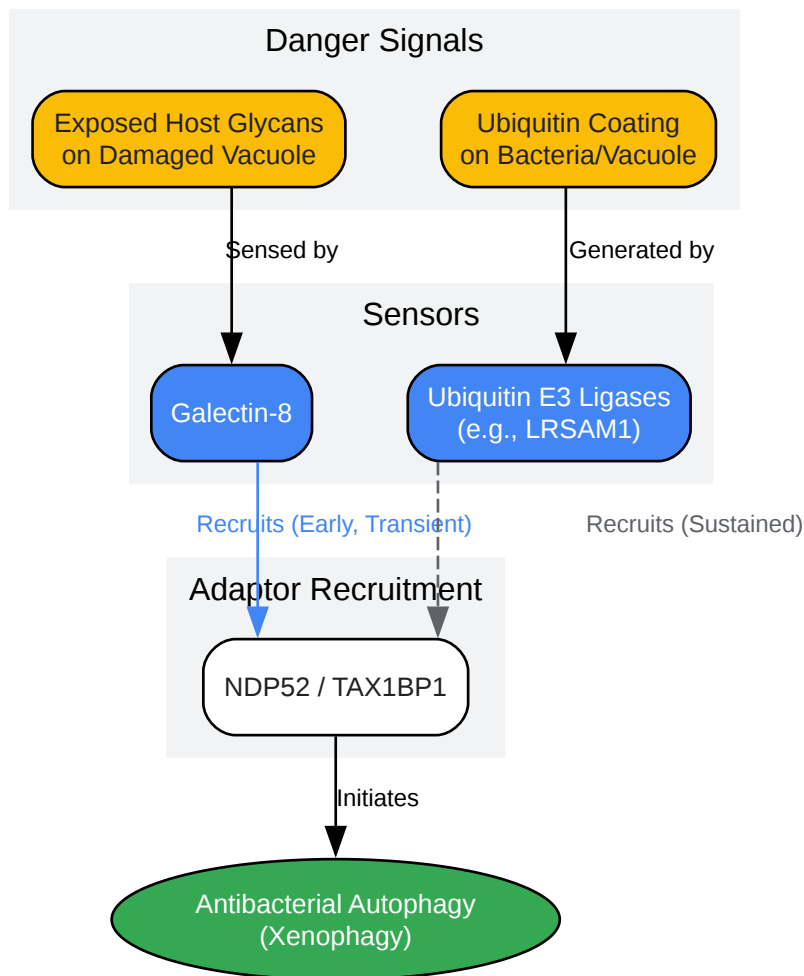 Danger Signals
Exposed Host Glycans
on Damaged Vacuole
Ubiquitin Coating
on Bacteria/Vacuole
Sensed by
Generated by
Sensors
Galectin-8
Ubiquitin E3 Ligases
(e.g., LRSAM1)
Recruits (Early, Transient)
Recruits (Sustained)
Adaptor Recruitment
NDP52 / TAX1BP1
Initiates
Antibacterial Autophagy
(Xenophagy)